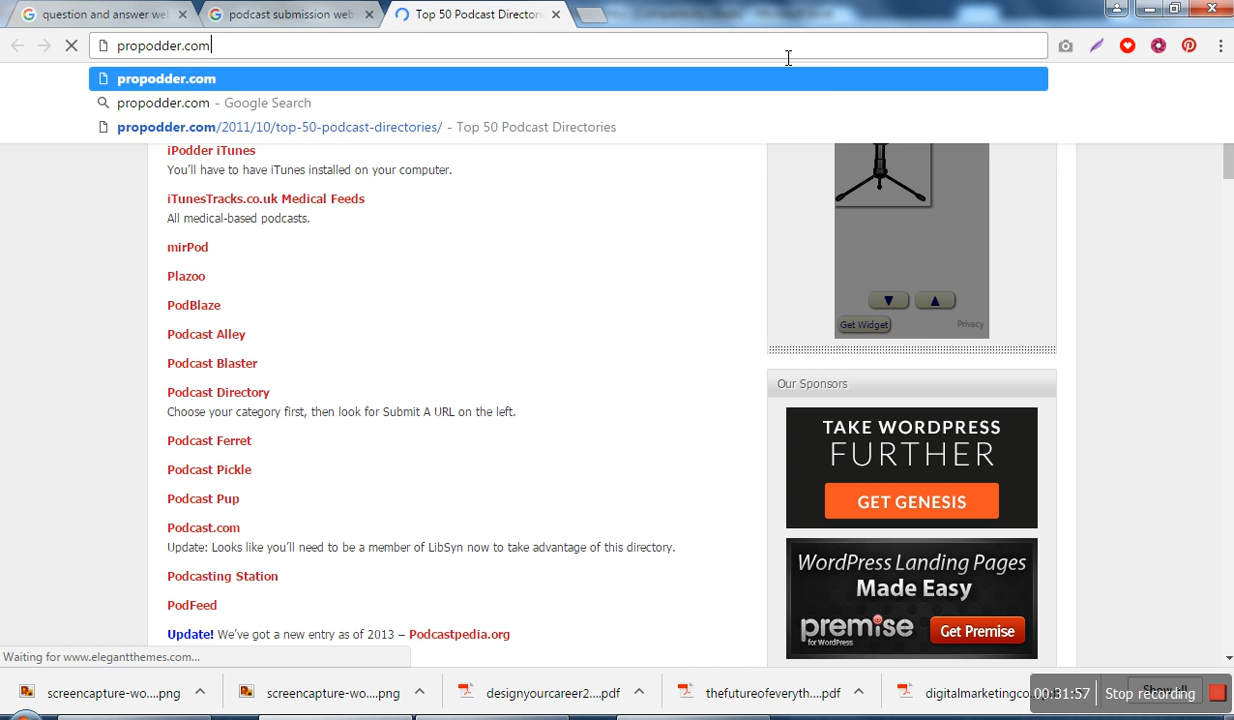 question and answer we
podcast submission web
Top 50 Podcast Director
propodder.com
propodder.com
propodder.com - Google Search
propodder.com/2011/10/top-50-podcast-directories/ - Top 50 Podcast Directories
iPodder iTunes
You'll have to have iTunes installed on your computer.
iTunesTracks.co.uk Medical Feeds
All medical-based podcasts.
mirPod
Plazoo
PodBlaze
Podcast Alley
Podcast Blaster
Podcast Directory
Choose your category first, then look for Submit A URL on the left.
Podcast Ferret
Podcast Pickle
Podcast Pup
Podcast.com
Update: Looks like you'll need to be a member of LibSyn now to take advantage of this directory.
Podcasting Station
PodFeed
Update! We've got a new entry as of 2013 – Podcastpedia.org
Get Widget
Privacy
Our Sponsors
TAKE WORDPRESS
FURTHER
GET GENESIS
WordPress Landing Pages
Made Easy
premise
for WordPress
Get Premise
Waiting for www.elegantthemes.com...
screencapture-wo....png
screencapture-wo....png
designyourcareer2....pdf
thefutureofeveryth....pdf
digitalmarketingco
00:31:57
Stop recording